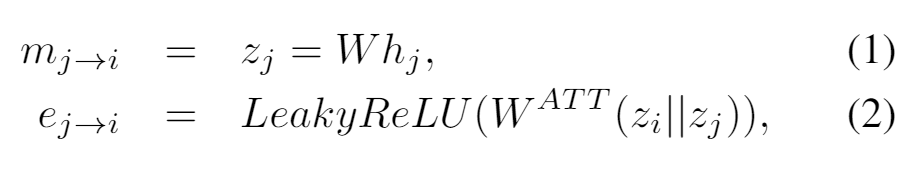 m_{j→i} = z_j = Wh_j, (1)
e_{j→i} = LeakyReLU(W^{ATT}(z_i||z_j)), (2)